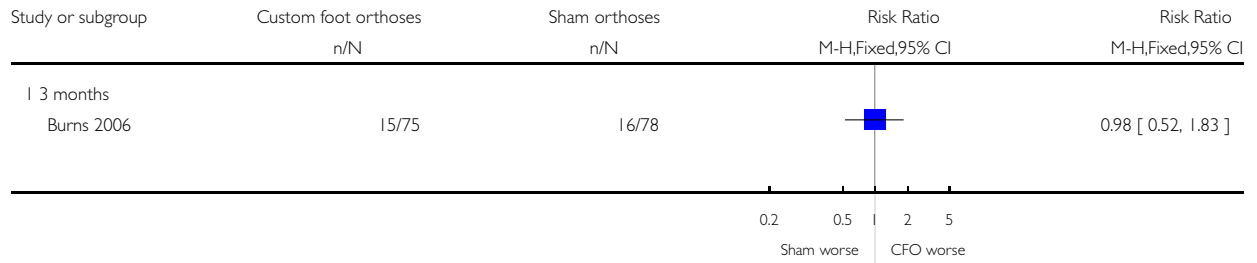 Study or subgroup Custom foot orthoses Sham orthoses Risk Ratio Risk Ratio
n/N n/N M-H,Fixed,95% CI M-H,Fixed,95% CI
1 3 months
Burns 2006 15/75 16/78 0.98 [ 0.52, 1.83 ]
0.2 0.5 1 2 5
Sham worse CFO worse